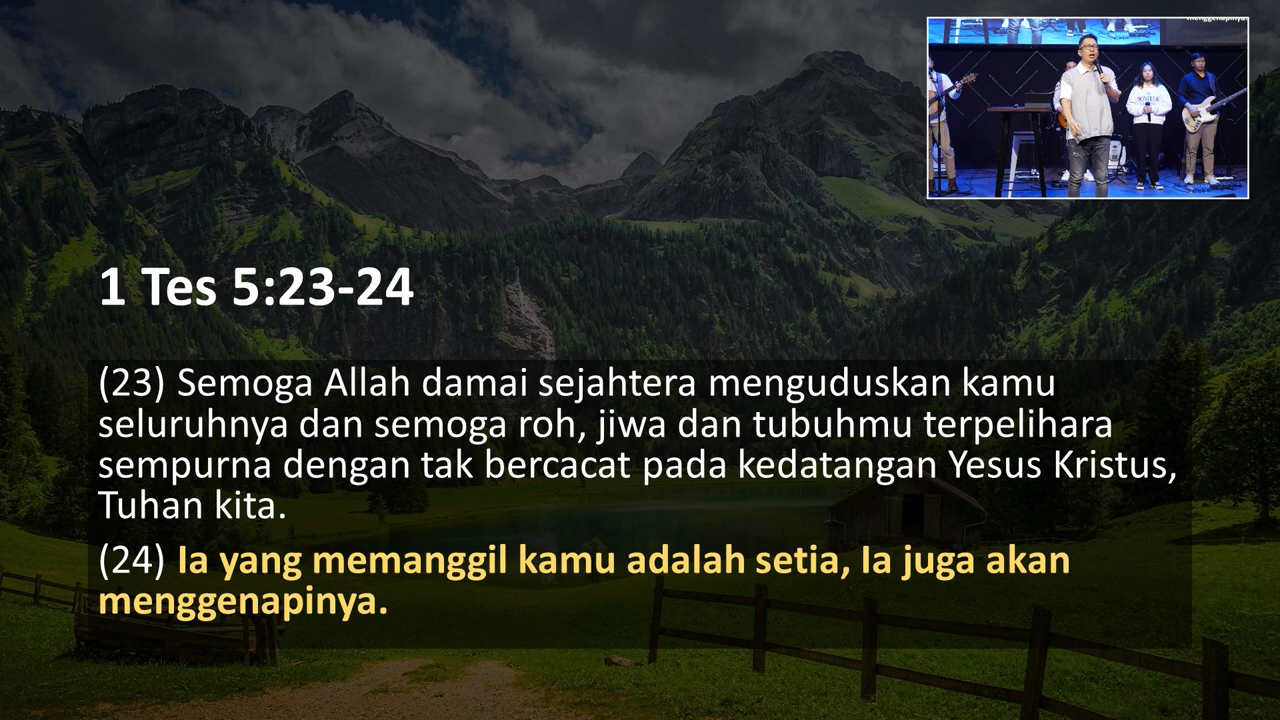 menggenapinya.
1 Tes 5:23-24
(23) Semoga Allah damai sejahtera menguduskan kamu
seluruhnya dan semoga roh, jiwa dan tubuhmu terpelihara
sempurna dengan tak bercacat pada kedatangan Yesus Kristus,
Tuhan kita.
(24) Ia yang memanggil kamu adalah setia, Ia juga akan
menggenapinya.